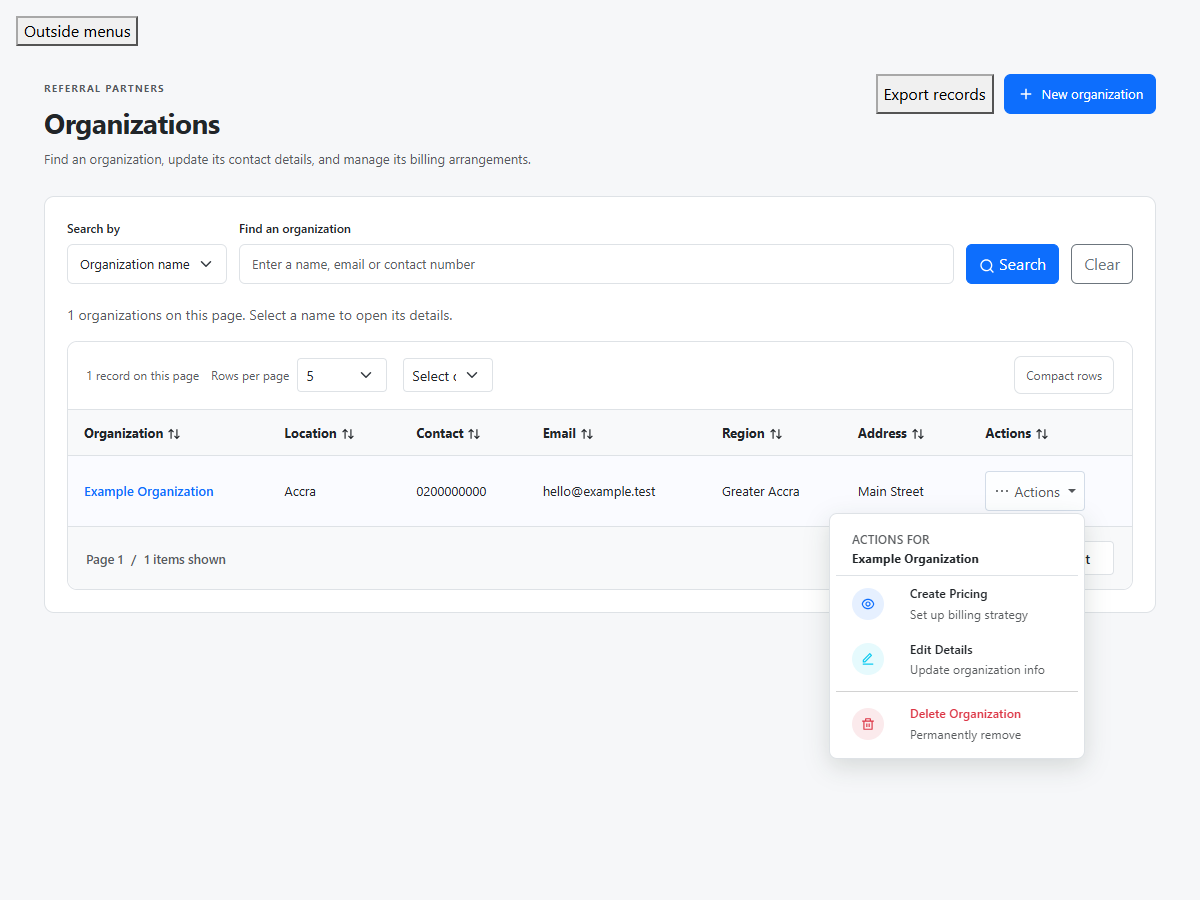 Outside menus
REFERRAL PARTNERS
Organizations
Find an organization, update its contact details, and manage its billing arrangements.
Export records
New organization
Search by
Find an organization
Organization name
Enter a name, email or contact number
Search
Clear
1 organizations on this page. Select a name to open its details.
1 record on this page
Rows per page
5
Select
Compact rows
Organization
Location
Contact
Email
Region
Address
Actions
Example Organization
Accra
0200000000
hello@example.test
Greater Accra
Main Street
··· Actions
Page 1 / 1 items shown
ACTIONS FOR
Example Organization
Create Pricing
Set up billing strategy
Edit Details
Update organization info
Delete Organization
Permanently remove